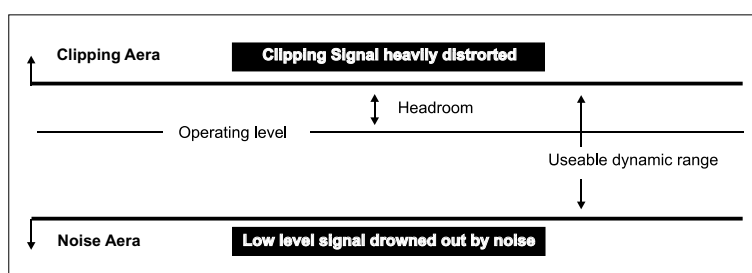 Clipping Aera
Clipping Signal heavily distrorted
Headroom
Operating level
Useable dynamic range
Noise Aera
Low level signal drowned out by noise